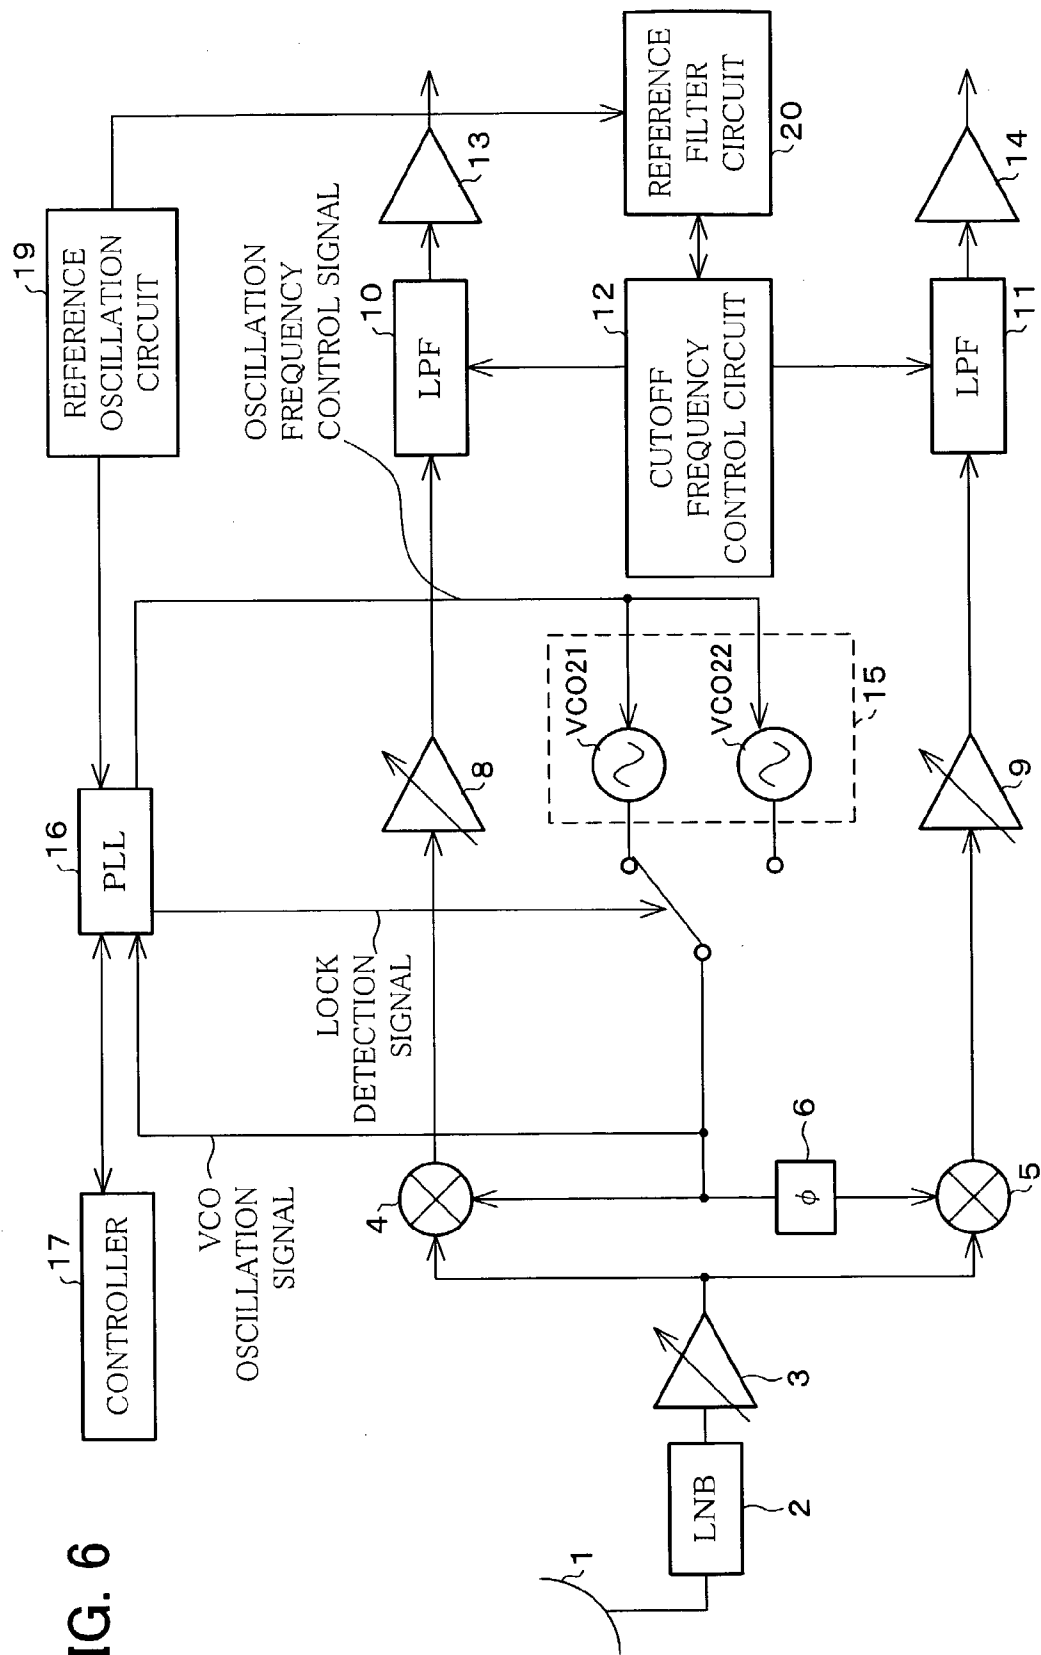 IG. 6
17
CONTROLLER
16
PLL
19
REFERENCE
OSCILLATION
CIRCUIT
VCO
OSCILLATION
SIGNAL
LOCK
DETECTION
SIGNAL
OSCILLATION
FREQUENCY
CONTROL SIGNAL
4
8
10
LPF
13
1
LNB
2
3
6
ϕ
VCO21
VCO22
15
12
CUTOFF
FREQUENCY
CONTROL CIRCUIT
REFERENCE
FILTER
CIRCUIT
20
5
9
LPF
11
14